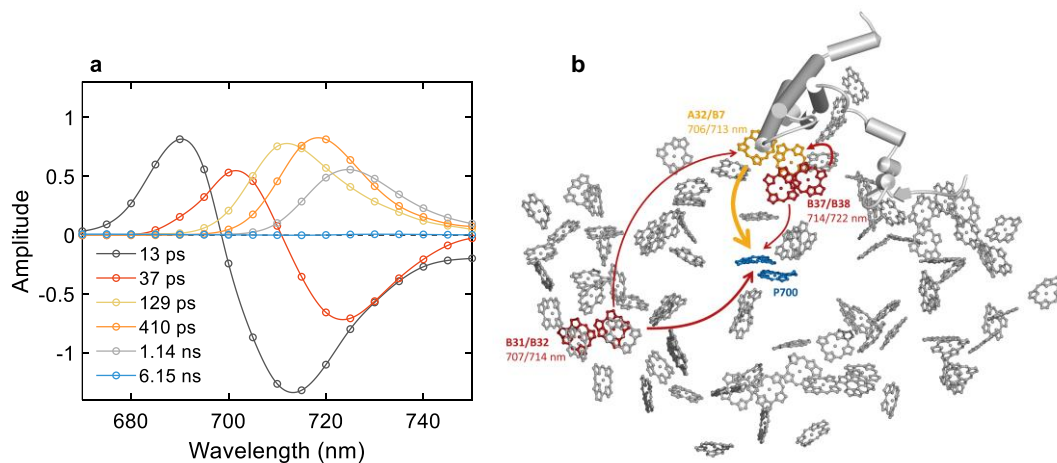 a
1
0.5
0
-0.5
-1
Amplitude
13 ps
37 ps
129 ps
410 ps
1.14 ns
6.15 ns
680
700
720
740
Wavelength (nm)
b
A32/B7
706/713 nm
B37/B38
714/722 nm
P700
B31/B32
707/714 nm